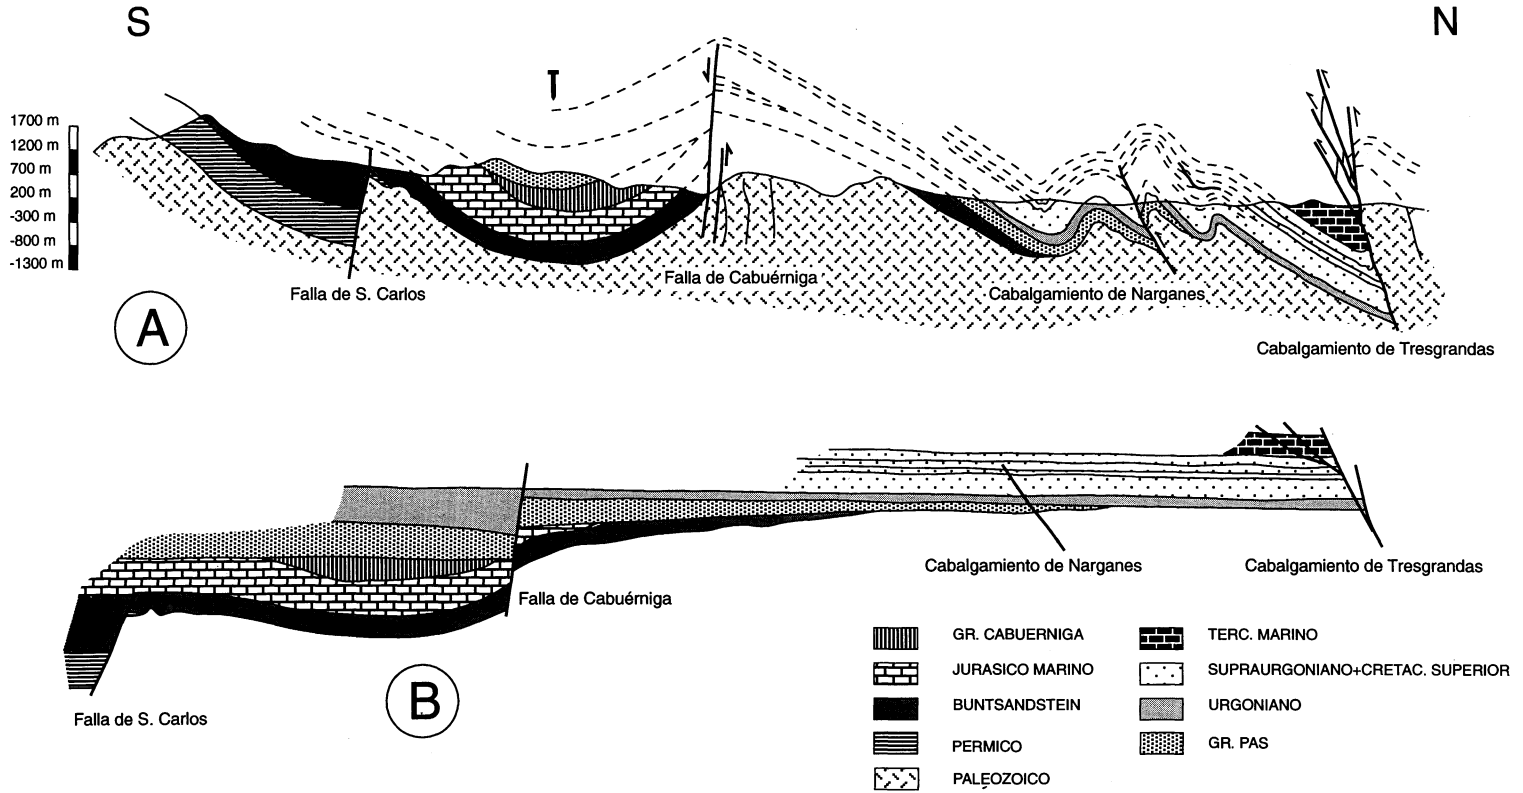 S
N
1700 m
1200 m
700 m
200 m
-300 m
-800 m
-1300 m
Falla de S. Carlos
Falla de Cabuérniga
Cabalgamiento de Narganes
Cabalgamiento de Tresgrandas
A
Falla de Cabuérniga
Cabalgamiento de Narganes
Cabalgamiento de Tresgrandas
Falla de S. Carlos
B
GR. CABUERNIGA
JURASICO MARINO
BUNTSANDSTEIN
PERMICO
PALEOZOICO
TERC. MARINO
SUPRAURGONIANO+CRETAC. SUPERIOR
URGONIANO
GR. PAS